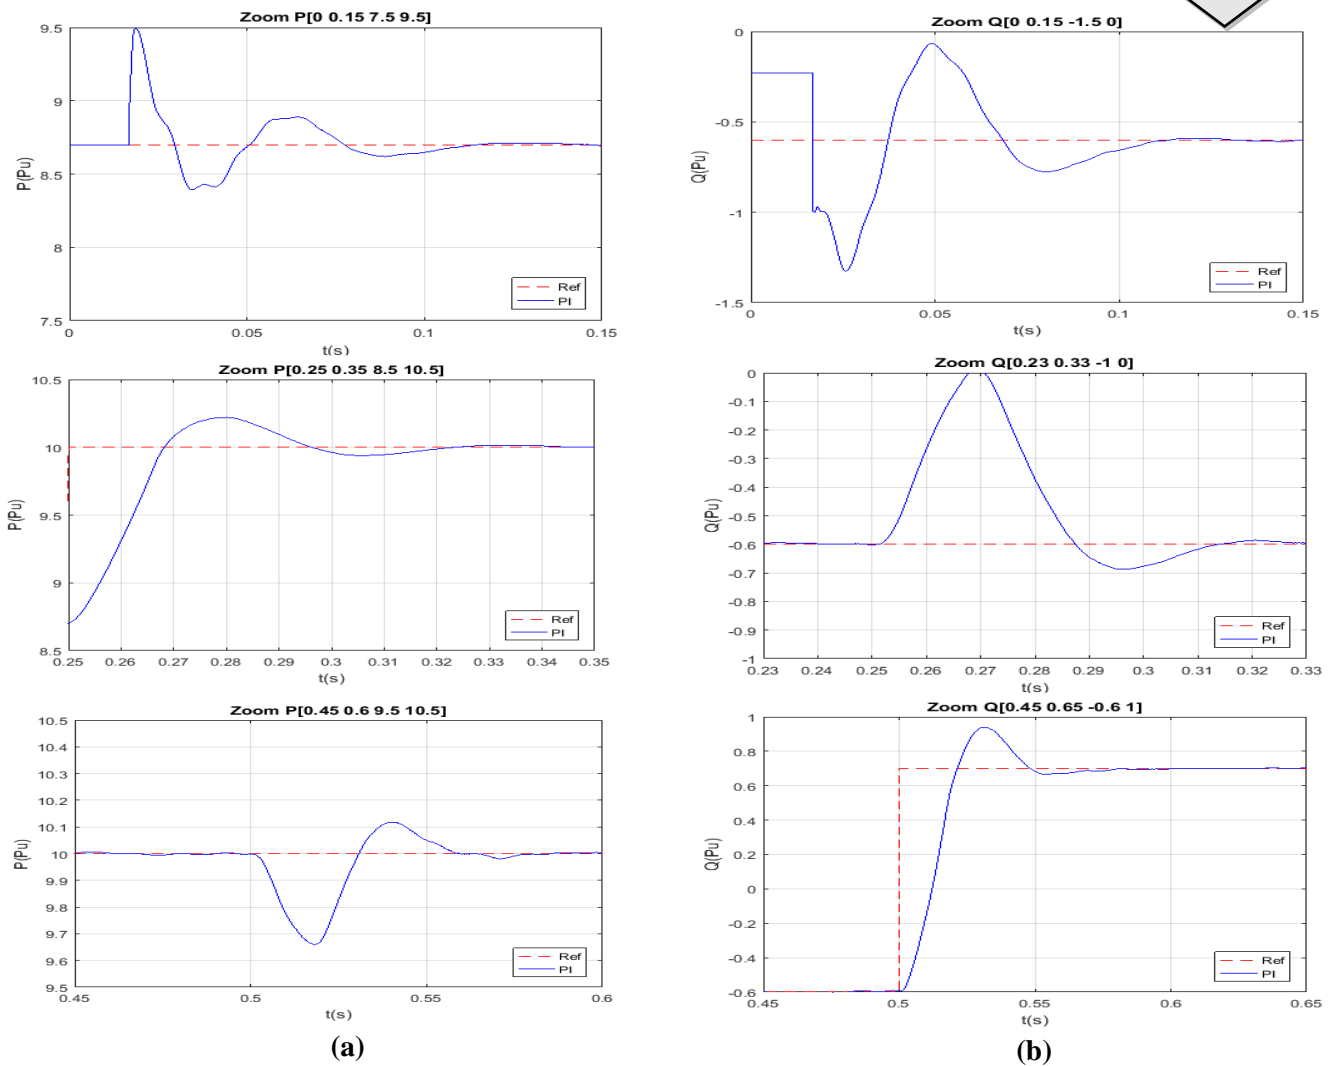 Zoom P[0 0.15 7.5 9.5]
9.5
9
8.5
8
7.5
P(Pu)
0 0.05 0.1 0.15
t(s)
Ref
PI
Zoom Q[0 0.15 -1.5 0]
0
-0.5
-1
-1.5
Q(Pu)
0 0.05 0.1 0.15
t(s)
Ref
PI
Zoom P[0.25 0.35 8.5 10.5]
10.5
10
9.5
9
8.5
P(Pu)
0.25 0.26 0.27 0.28 0.29 0.3 0.31 0.32 0.33 0.34 0.35
t(s)
Ref
PI
Zoom Q[0.23 0.33 -1 0]
0
-0.1
-0.2
-0.3
-0.4
-0.5
-0.6
-0.7
-0.8
-0.9
-1
Q(Pu)
0.23 0.24 0.25 0.26 0.27 0.28 0.29 0.3 0.31 0.32 0.33
t(s)
Ref
PI
Zoom P[0.45 0.6 9.5 10.5]
10.5
10.4
10.3
10.2
10.1
10
9.9
9.8
9.7
9.6
9.5
P(Pu)
0.45 0.5 0.55 0.6
t(s)
Ref
PI
Zoom Q[0.45 0.65 -0.6 1]
1
0.8
0.6
0.4
0.2
0
-0.2
-0.4
-0.6
Q(Pu)
0.45 0.5 0.55 0.6 0.65
t(s)
Ref
PI
(a)
(b)